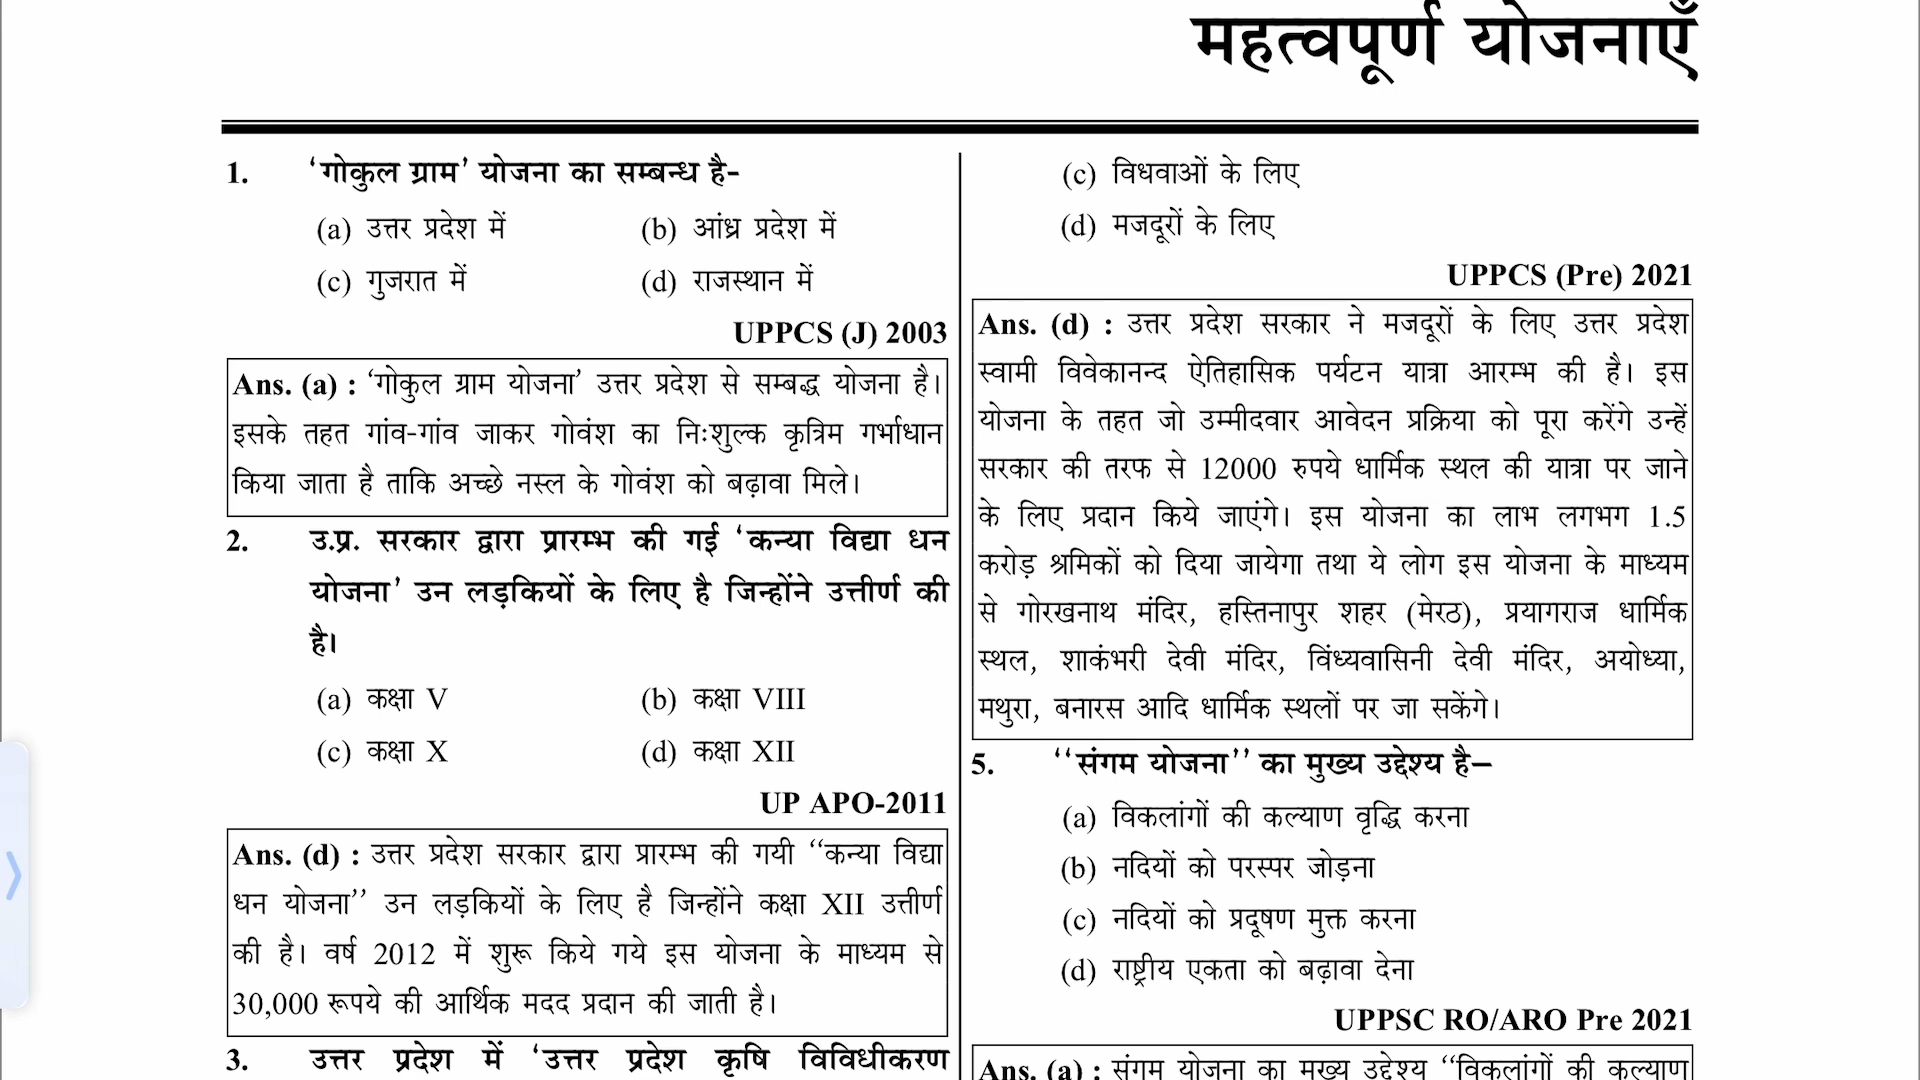 महत्वपूर्ण योजनाएँ
1. ‘गोकुल ग्राम’ योजना का सम्बन्ध है-
(a) उत्तर प्रदेश में (b) आंध्र प्रदेश में
(c) गुजरात में (d) राजस्थान में
UPPCS (J) 2003
Ans. (a) : ‘गोकुल ग्राम योजना’ उत्तर प्रदेश से सम्बद्ध योजना है।
इसके तहत गांव-गांव जाकर गोवंश का निःशुल्क कृत्रिम गर्भाधान
किया जाता है ताकि अच्छे नस्ल के गोवंश को बढ़ावा मिले।
2. उ.प्र. सरकार द्वारा प्रारम्भ की गई ‘कन्या विद्या धन
योजना’ उन लड़कियों के लिए है जिन्होंने उत्तीर्ण की
है।
(a) कक्षा V (b) कक्षा VIII
(c) कक्षा X (d) कक्षा XII
UP APO-2011
Ans. (d) : उत्तर प्रदेश सरकार द्वारा प्रारम्भ की गयी ‘‘कन्या विद्या
धन योजना’’ उन लड़कियों के लिए है जिन्होंने कक्षा XII उत्तीर्ण
की है। वर्ष 2012 में शुरू किये गये इस योजना के माध्यम से
30,000 रूपये की आर्थिक मदद प्रदान की जाती है।
3. उत्तर प्रदेश में ‘उत्तर प्रदेश कृषि विविधीकरण
(c) विधवाओं के लिए
(d) मजदूरों के लिए
UPPCS (Pre) 2021
Ans. (d) : उत्तर प्रदेश सरकार ने मजदूरों के लिए उत्तर प्रदेश
स्वामी विवेकानन्द ऐतिहासिक पर्यटन यात्रा आरम्भ की है। इस
योजना के तहत जो उम्मीदवार आवेदन प्रक्रिया को पूरा करेंगे उन्हें
सरकार की तरफ से 12000 रुपये धार्मिक स्थल की यात्रा पर जाने
के लिए प्रदान किये जाएंगे। इस योजना का लाभ लगभग 1.5
करोड़ श्रमिकों को दिया जायेगा तथा ये लोग इस योजना के माध्यम
से गोरखनाथ मंदिर, हस्तिनापुर शहर (मेरठ), प्रयागराज धार्मिक
स्थल, शाकंभरी देवी मंदिर, विंध्यवासिनी देवी मंदिर, अयोध्या,
मथुरा, बनारस आदि धार्मिक स्थलों पर जा सकेंगे।
5. ‘‘संगम योजना’’ का मुख्य उद्देश्य है–
(a) विकलांगों की कल्याण वृद्धि करना
(b) नदियों को परस्पर जोड़ना
(c) नदियों को प्रदूषण मुक्त करना
(d) राष्ट्रीय एकता को बढ़ावा देना
UPPSC RO/ARO Pre 2021
Ans. (a) : संगम योजना का मुख्य उद्देश्य ‘‘विकलांगों की कल्याण